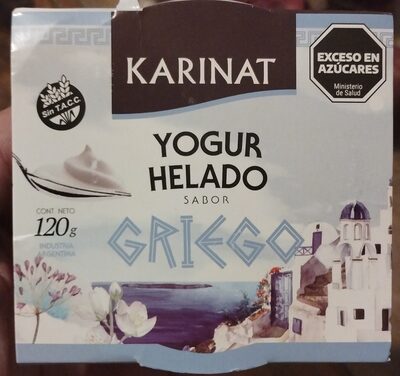 KARINAT
EXCESO EN
AZÚCARES
Ministerio
de Salud
Sin T.A.C.C.
YOGUR
HELADO
SABOR
GRIEGO
CONT. NETO
120g
INDUSTRIA
ARGENTINA